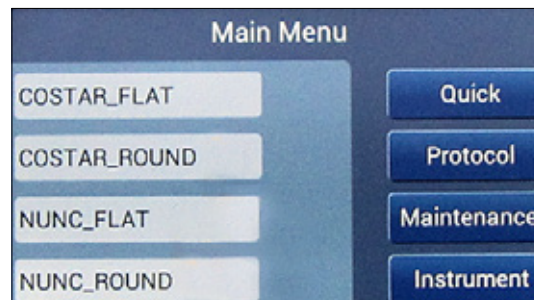 Main Menu
COSTAR_FLAT
Quick
COSTAR_ROUND
Protocol
NUNC_FLAT
Maintenance
NUNC_ROUND
Instrument